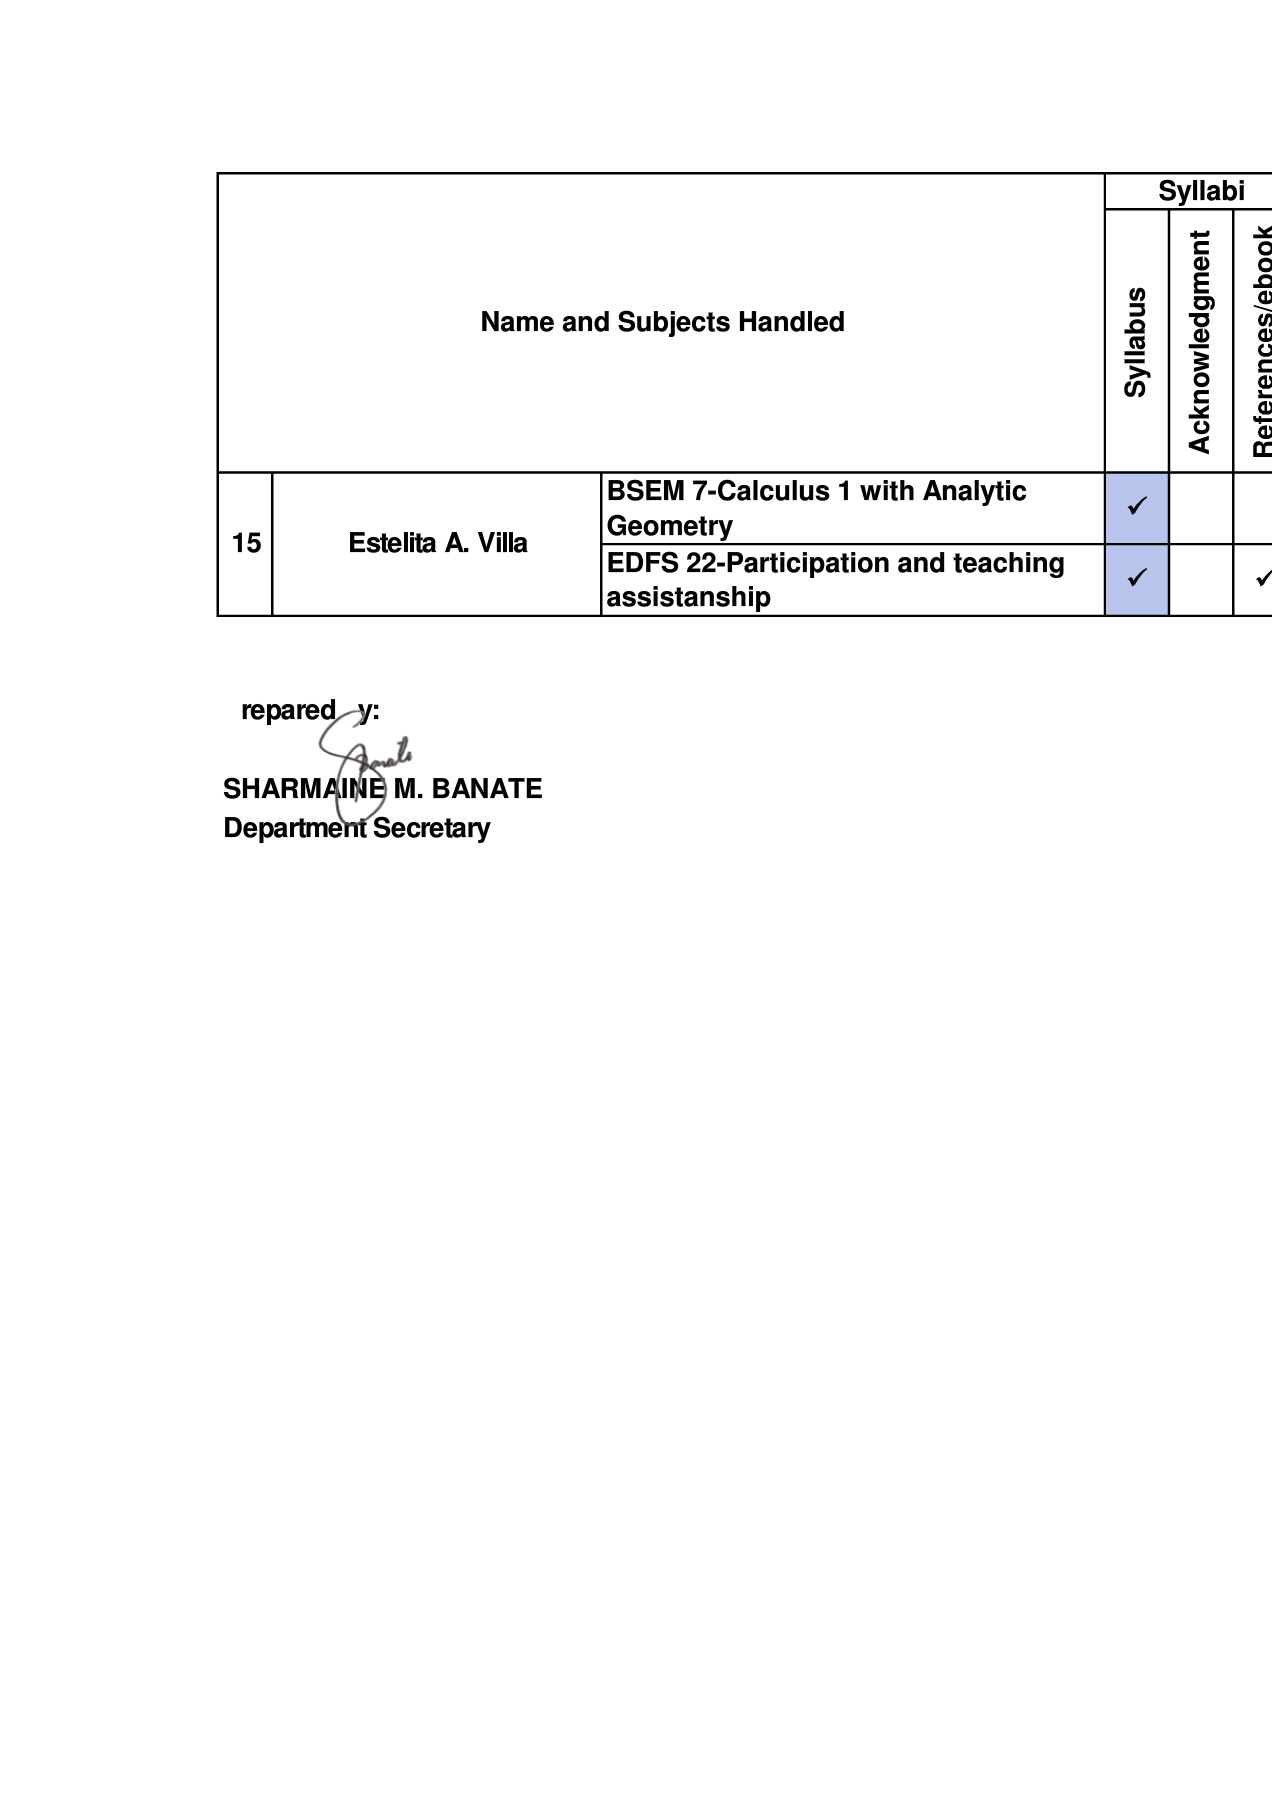 Syllabi
Name and Subjects Handled
Syllabus
Acknowledgment
References/ebook
15
Estelita A. Villa
BSEM 7-Calculus 1 with Analytic
Geometry
✓
EDFS 22-Participation and teaching
assistanship
✓
✓
repared y:
Banate
SHARMAINE M. BANATE
Department Secretary